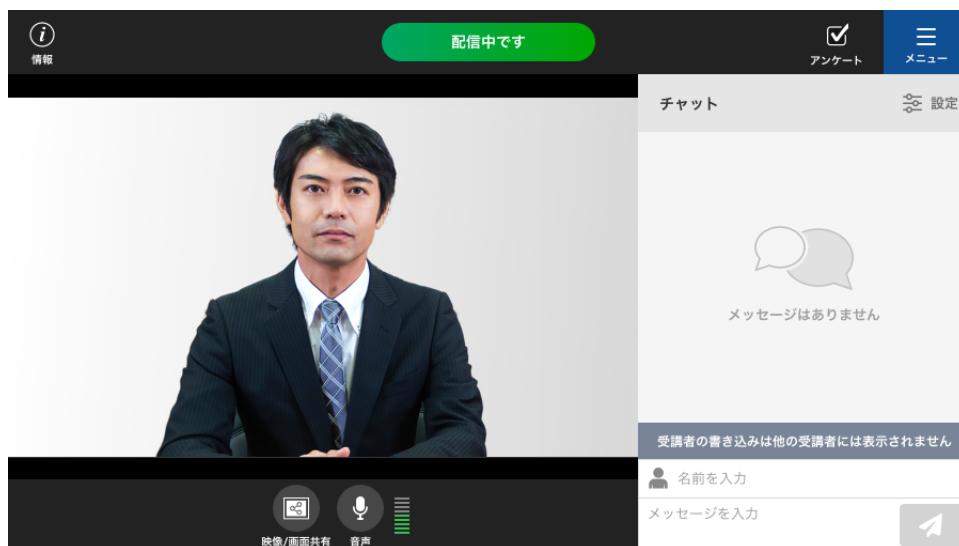 情報
配信中です
アンケート
メニュー
チャット
設定
メッセージはありません
受講者の書き込みは他の受講者には表示されません
名前を入力
メッセージを入力
映像/画面共有
音声